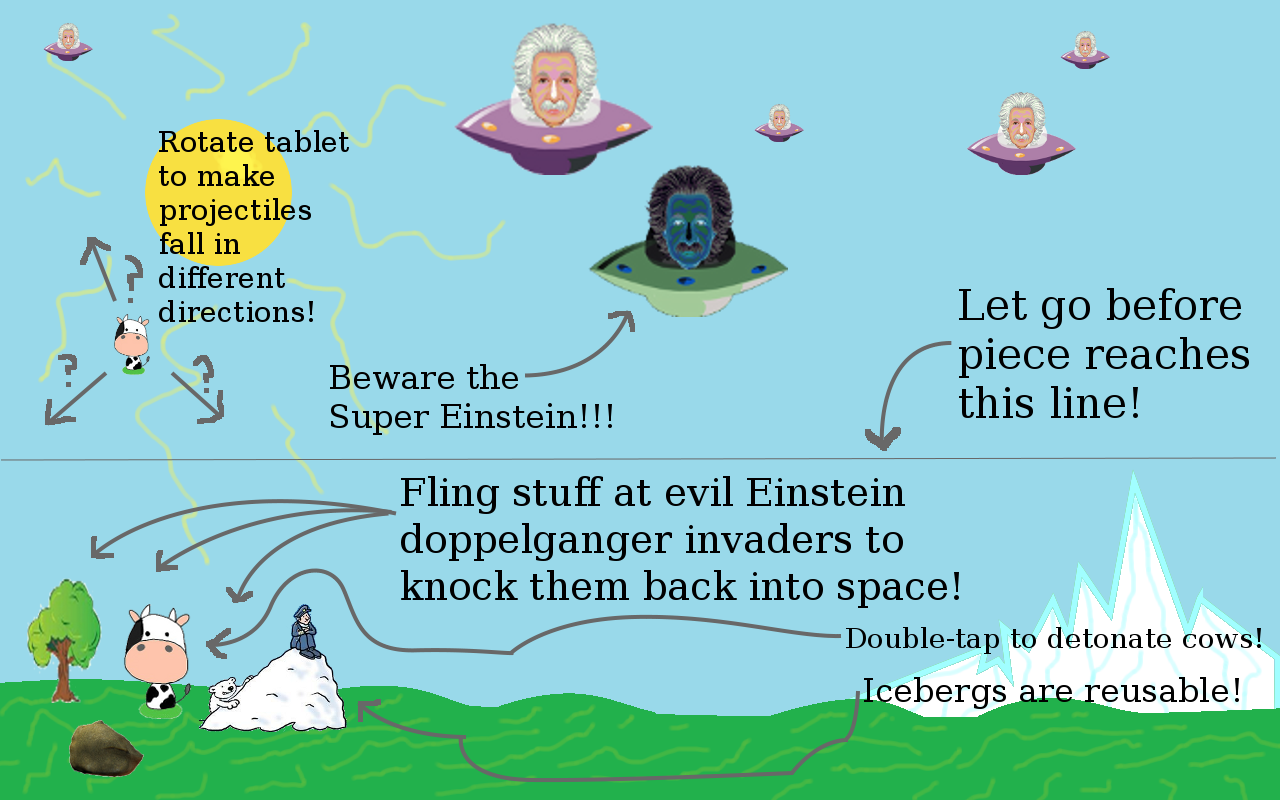 Rotate tablet
to make
projectiles
fall in
different
directions!
?
?
?
Beware the
Super Einstein!!!
Let go before
piece reaches
this line!
Fling stuff at evil Einstein
doppelganger invaders to
knock them back into space!
Double-tap to detonate cows!
Icebergs are reusable!